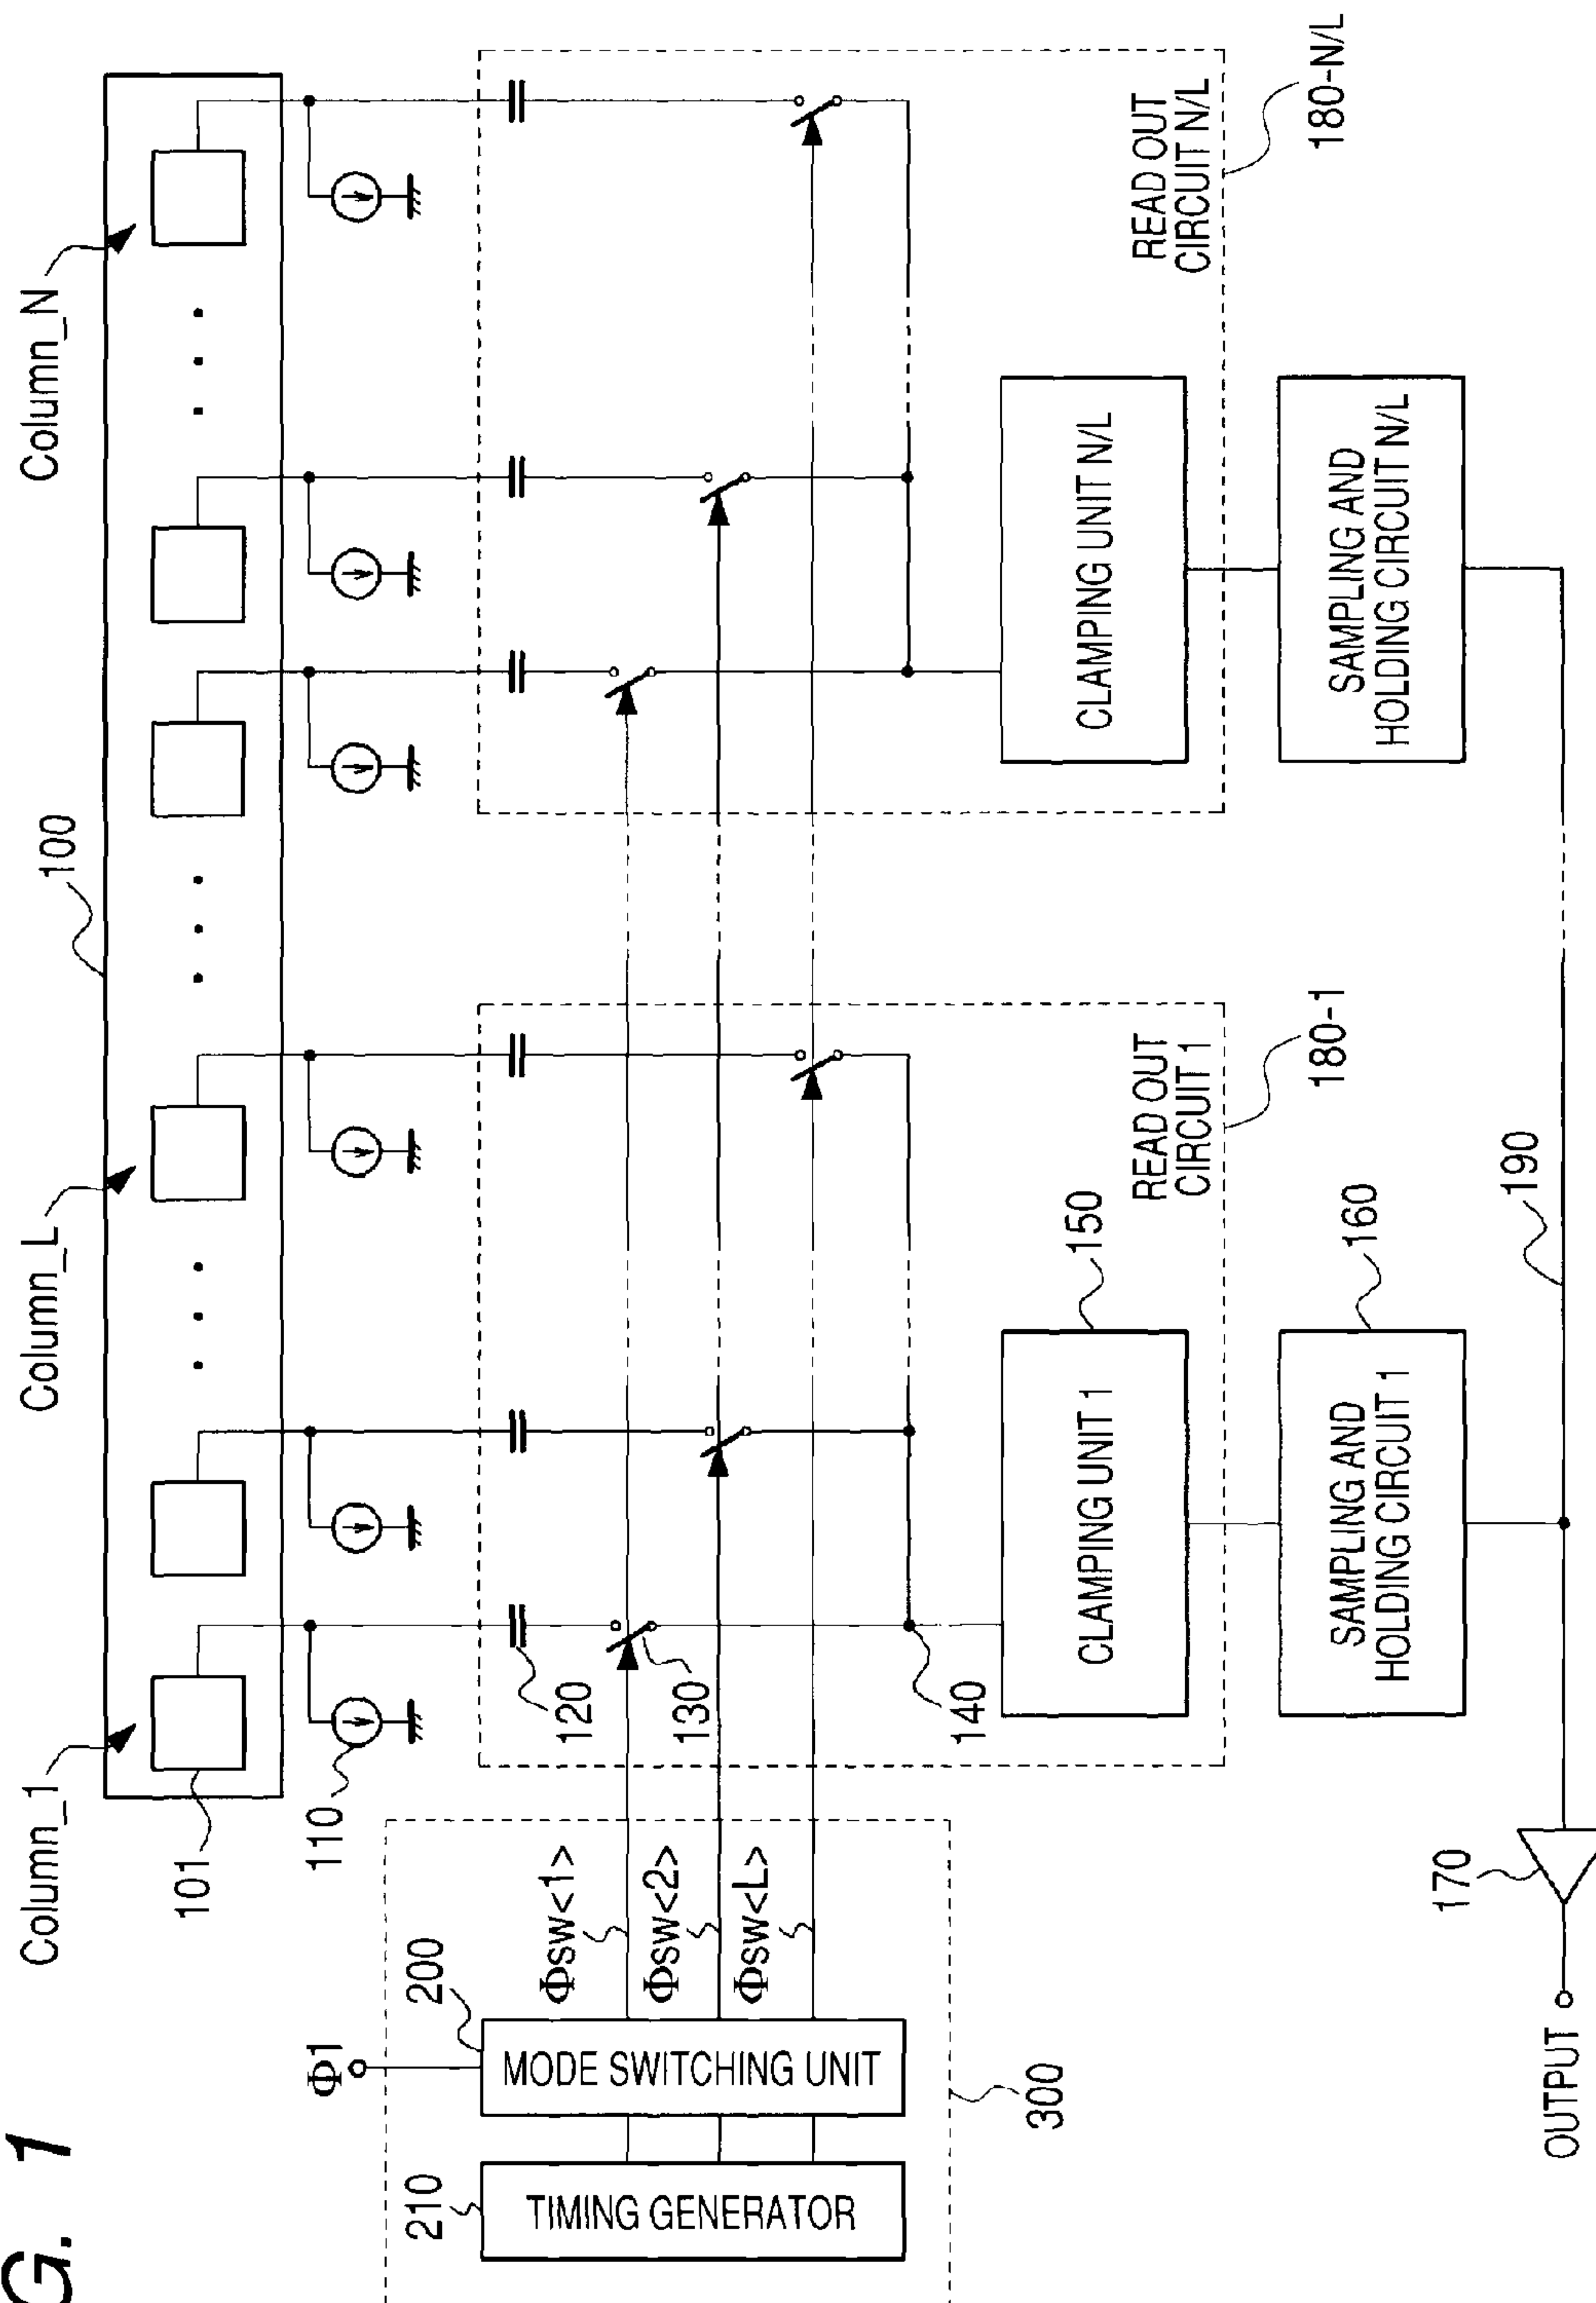 G. 1
Column_1
Column_L
Column_N
100
101
110
Φ1
200
210
MODE SWITCHING UNIT
TIMING GENERATOR
300
Φsw<1>
Φsw<2>
Φsw<L>
120
130
140
CLAMPING UNIT 1
150
READ OUT
CIRCUIT 1
180-1
CLAMPING UNIT N/L
READ OUT
CIRCUIT N/L
180-N/L
SAMPLING AND
HOLDING CIRCUIT 1
160
SAMPLING AND
HOLDING CIRCUIT N/L
190
170
OUTPUT